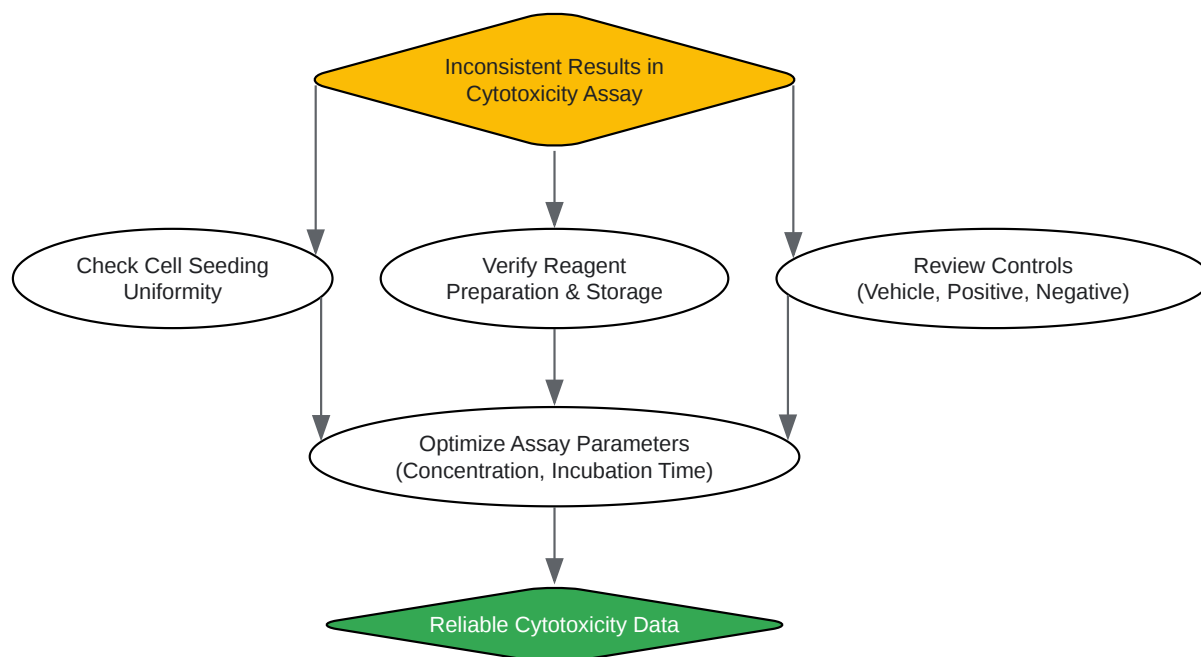 Inconsistent Results in
Cytotoxicity Assay
Check Cell Seeding
Uniformity
Verify Reagent
Preparation & Storage
Review Controls
(Vehicle, Positive, Negative)
Optimize Assay Parameters
(Concentration, Incubation Time)
Reliable Cytotoxicity Data